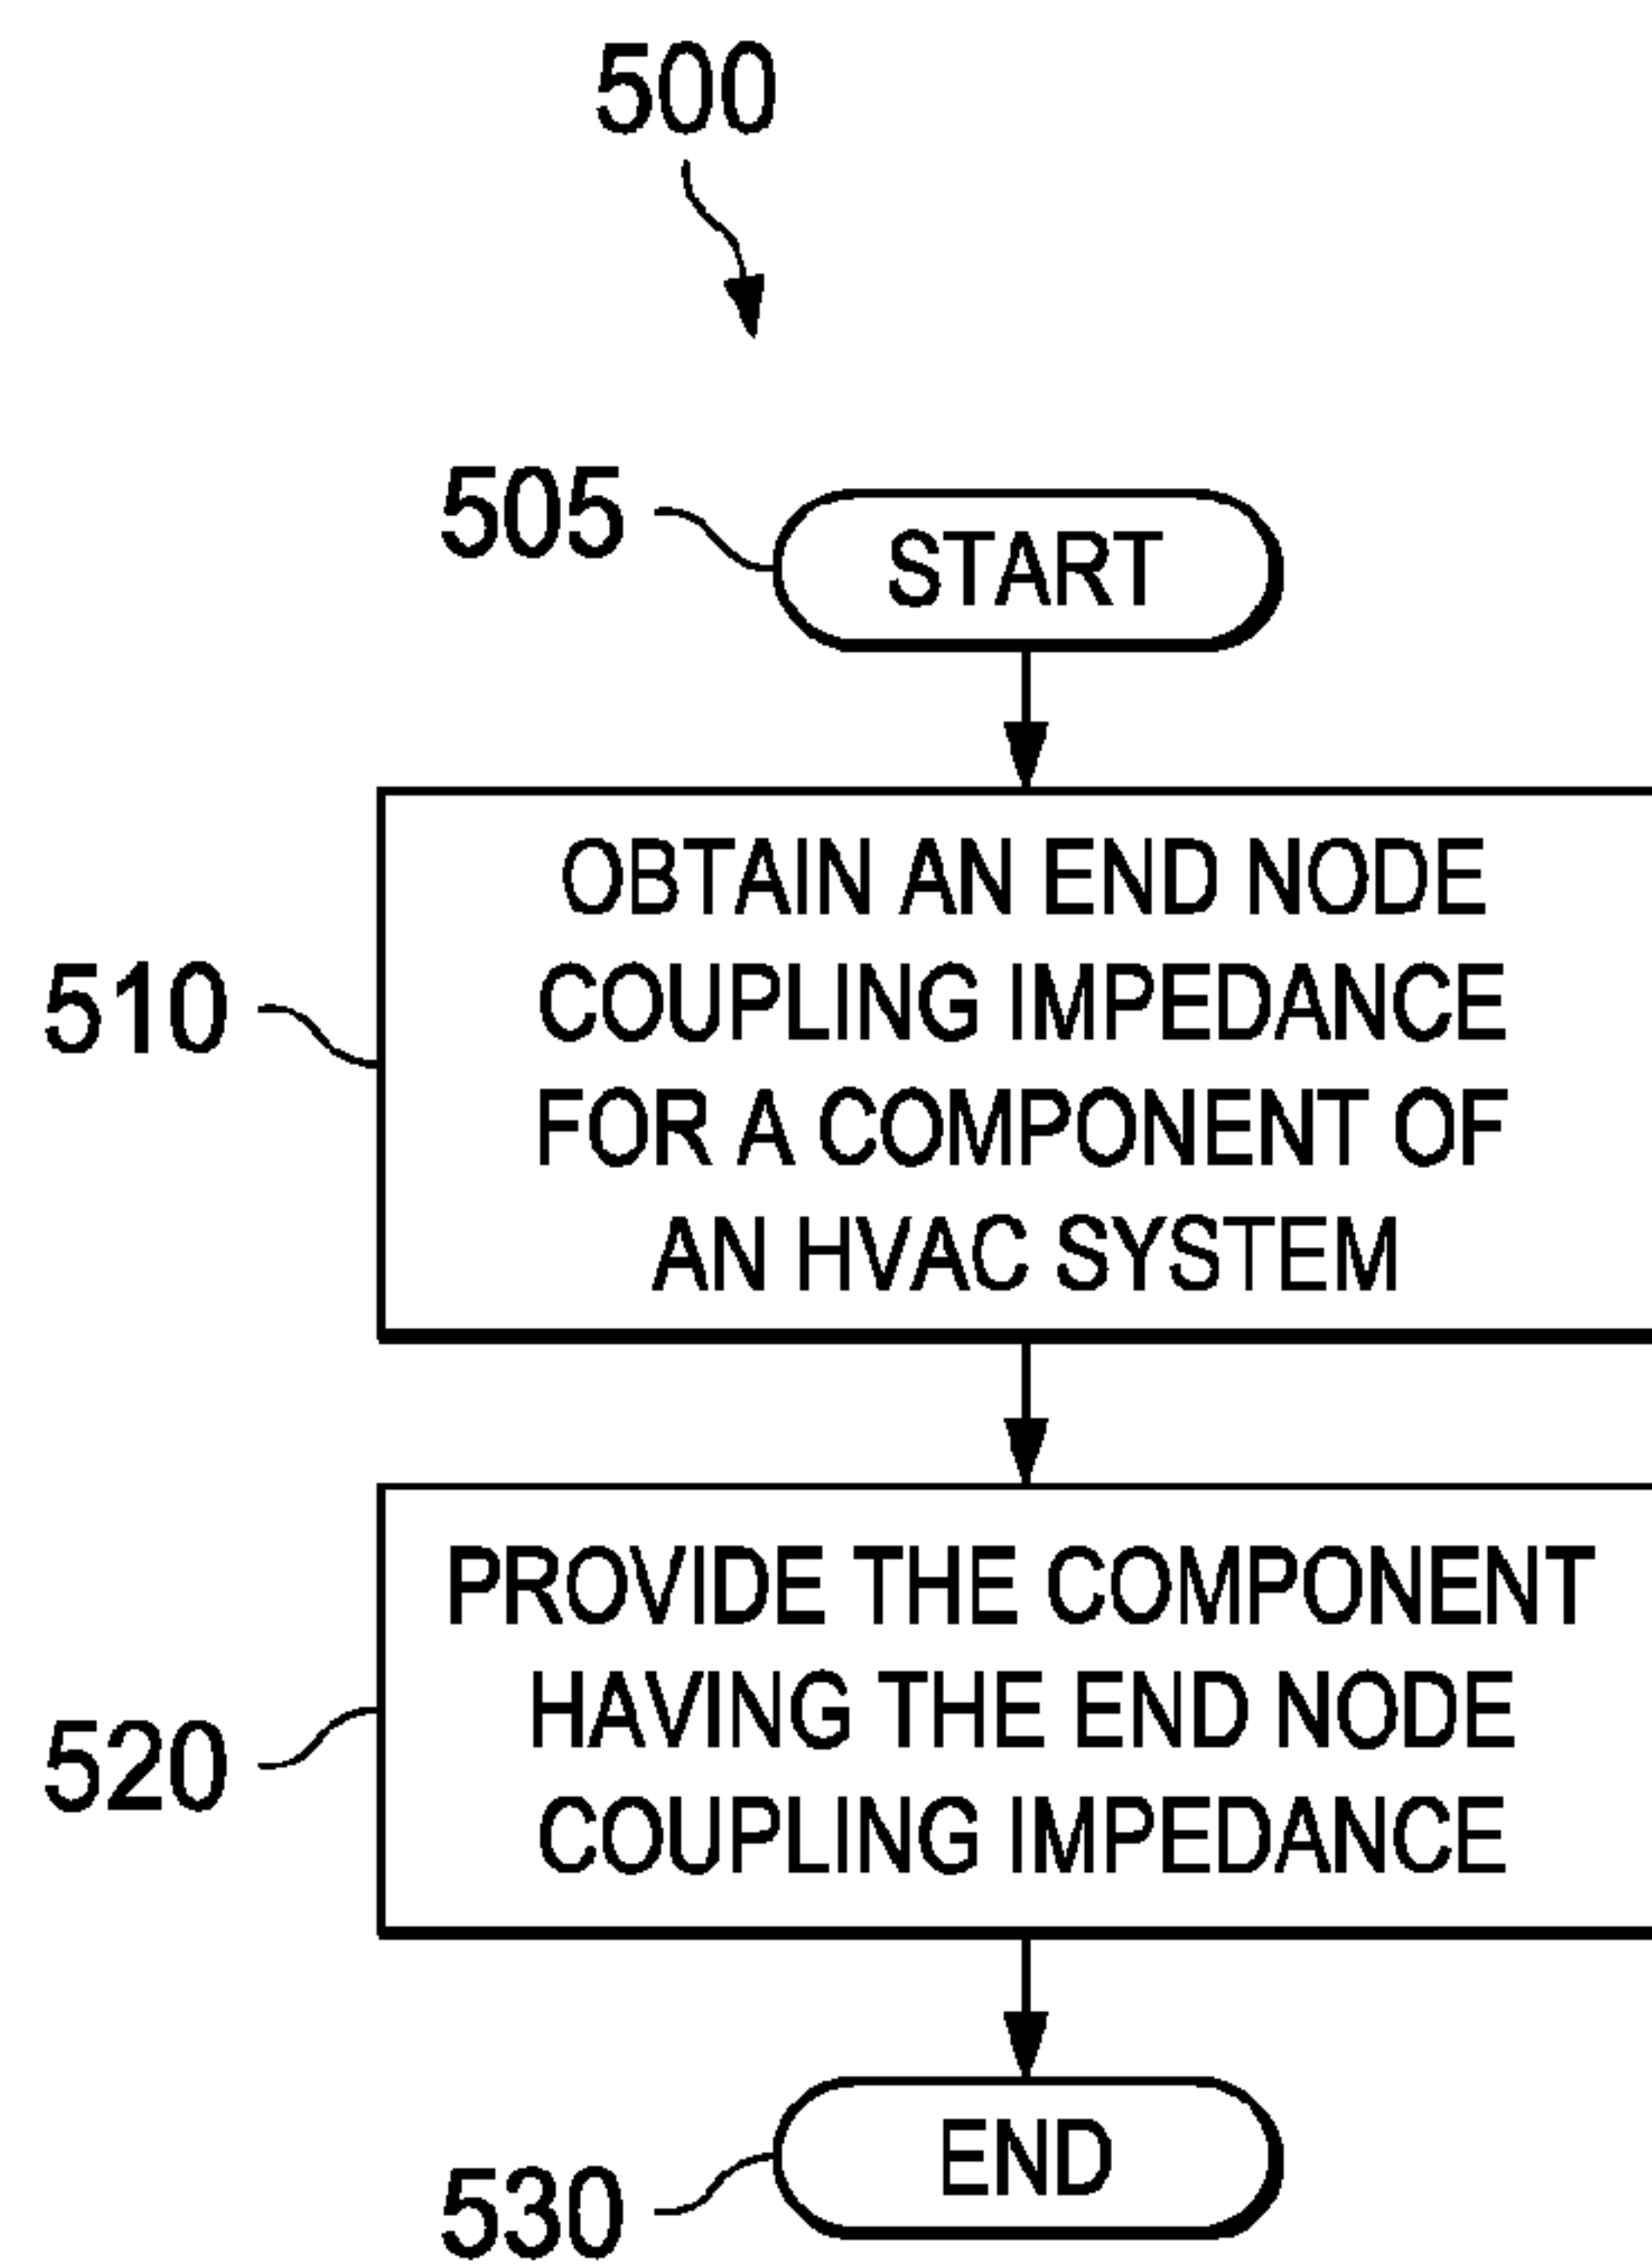 500
505
START
OBTAIN AN END NODE
COUPLING IMPEDANCE
FOR A COMPONENT OF
AN HVAC SYSTEM
510
PROVIDE THE COMPONENT
HAVING THE END NODE
COUPLING IMPEDANCE
520
END
530